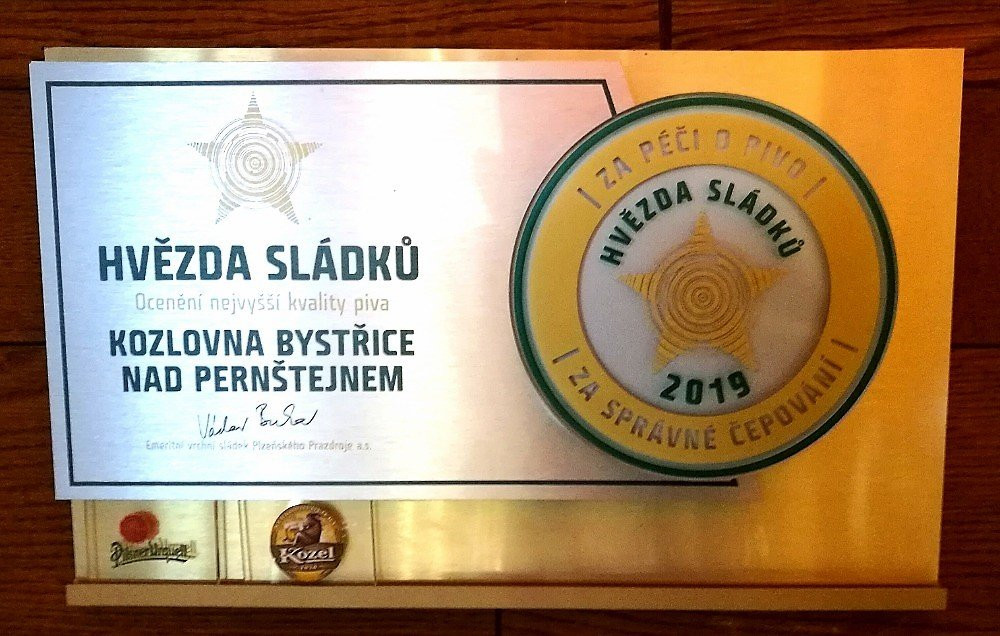 HVĚZDA SLÁDKŮ
Ocenění nejvyšší kvality piva
KOZLOVNA BYSTŘICE
NAD PERNŠTEJNEM
Emeritní vrchní sládek Plzeňského Prazdroje a.s.
| ZA PÉČI O PIVO |
HVĚZDA SLÁDKŮ
2019
| ZA SPRÁVNÉ ČEPOVÁNÍ |
Pilsner Urquell
Kozel